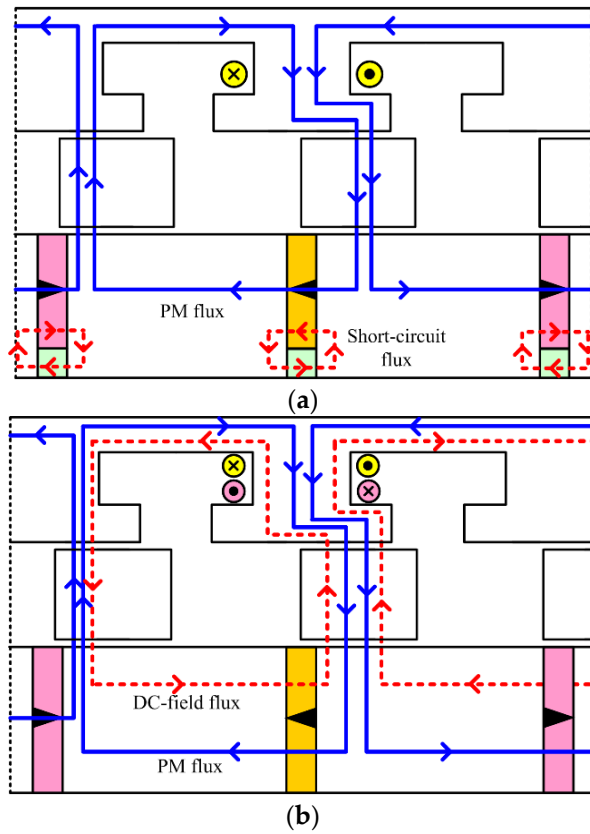 PM flux
Short-circuit
flux
(a)
DC-field flux
PM flux
(b)